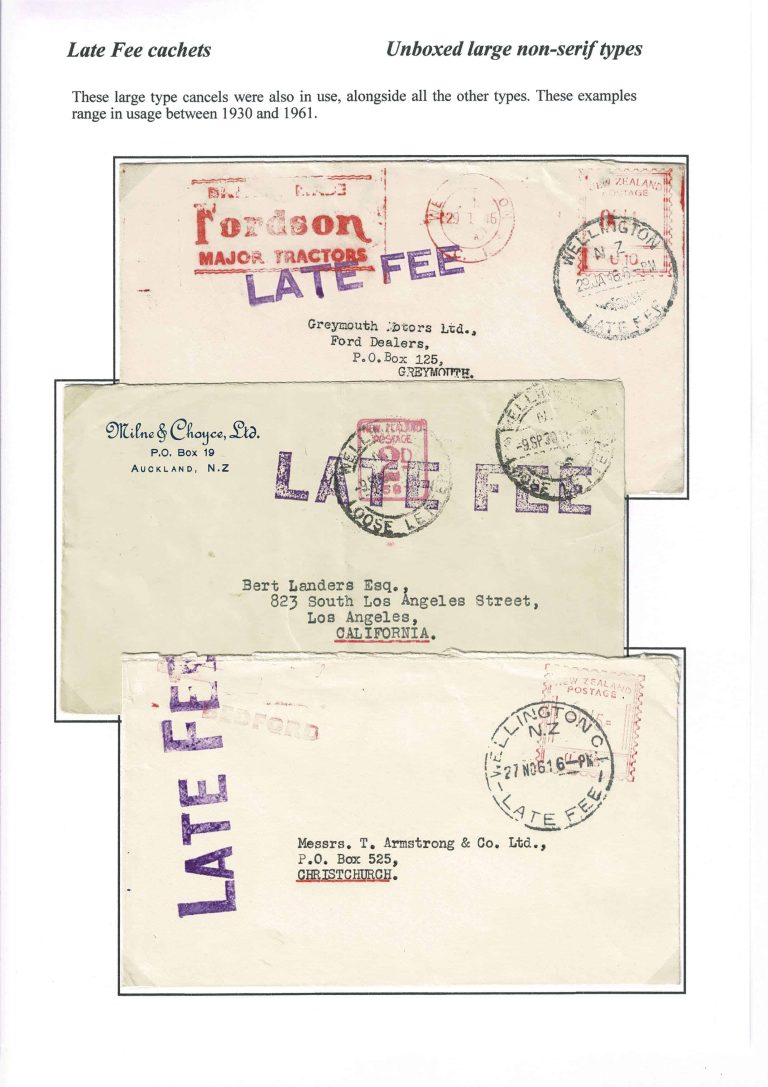 Late Fee cachets
Unboxed large non-serif types
These large type cancels were also in use, alongside all the other types. These examples
range in usage between 1930 and 1961.
Fordson
MAJOR TRACTORS
NEW ZEALAND
POSTAGE
LATE FEE
WELLINGTON
N.Z
LATE FEE
Greymouth Motors Ltd.,
Ford Dealers,
P.O.Box 125,
GREYMOUTH.
Milne & Choyce, Ltd.
P.O. Box 19
AUCKLAND, N.Z
NEW ZEALAND
POSTAGE
2D
LOOSE LETTER
LATE FEE
LOOSE LETTER
Bert Landers Esq.,
823 South Los Angeles Street,
Los Angeles,
CALIFORNIA.
LATE FEE
BEDFORD
NEW ZEALAND
POSTAGE
WELLINGTON C.1
N.Z
27 NO 61 6-PM
LATE FEE
Messrs. T. Armstrong & Co. Ltd.,
P.O. Box 525,
CHRISTCHURCH.